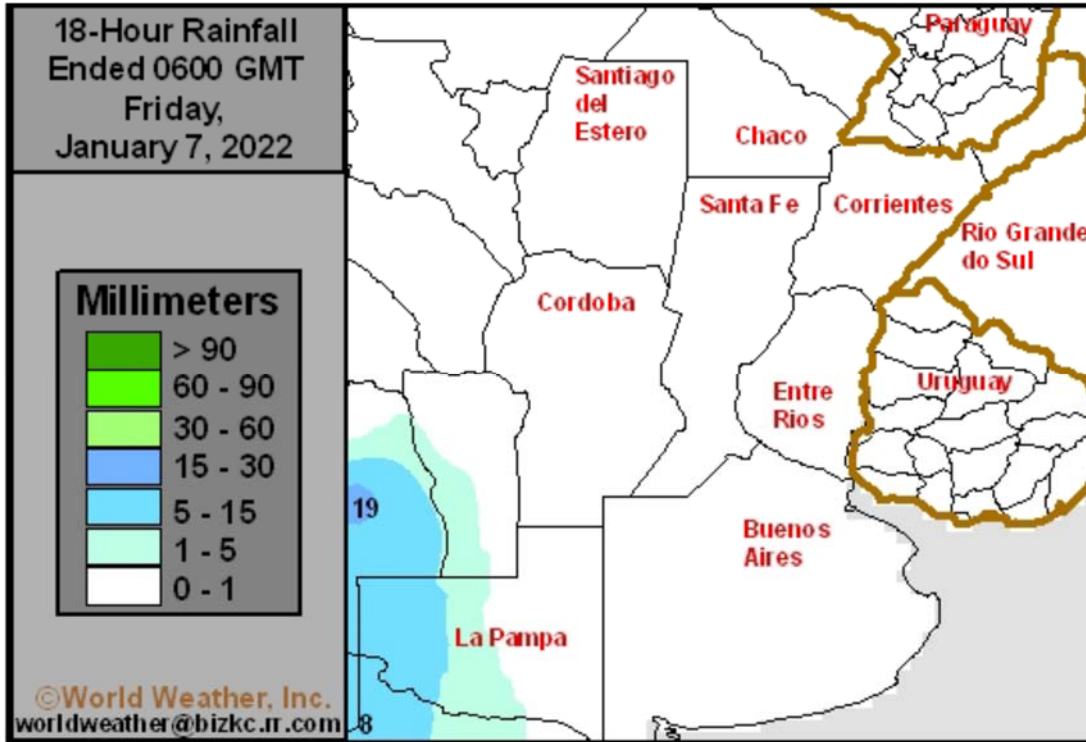 18-Hour Rainfall
Ended 0600 GMT
Friday,
January 7, 2022
Millimeters
> 90
60 - 90
30 - 60
15 - 30
5 - 15
1 - 5
0 - 1
©World Weather, Inc.
worldweather@bizkc.rr.com
Paraguay
Santiago
del
Estero
Chaco
Santa Fe
Corrientes
Rio Grande
do Sul
Cordoba
Uruguay
Entre
Rios
19
Buenos
Aires
La Pampa
8